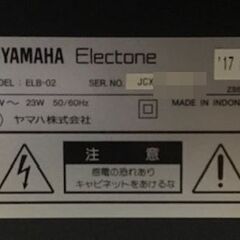 YAMAHA Electone
'17
DEL : ELB-02 SER. NO. JCX
V～ 23W 50/60Hz MADE IN INDON
ヤマハ株式会社
注 意
感電の恐れあり
キャビネットをあけるな